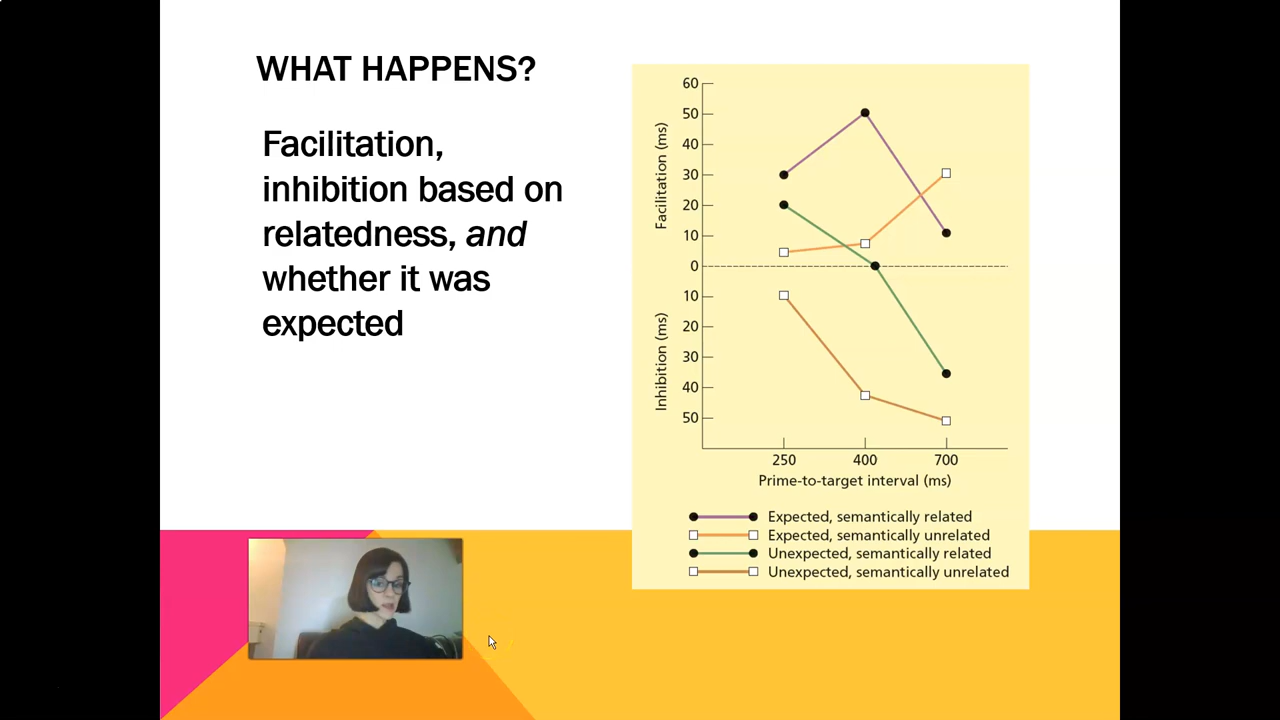 WHAT HAPPENS?
Facilitation,
inhibition based on
relatedness, and
whether it was
expected
Facilitation (ms)
60
50
40
30
20
10
0
Inhibition (ms)
10
20
30
40
50
250 400 700
Prime-to-target interval (ms)
Expected, semantically related
Expected, semantically unrelated
Unexpected, semantically related
Unexpected, semantically unrelated